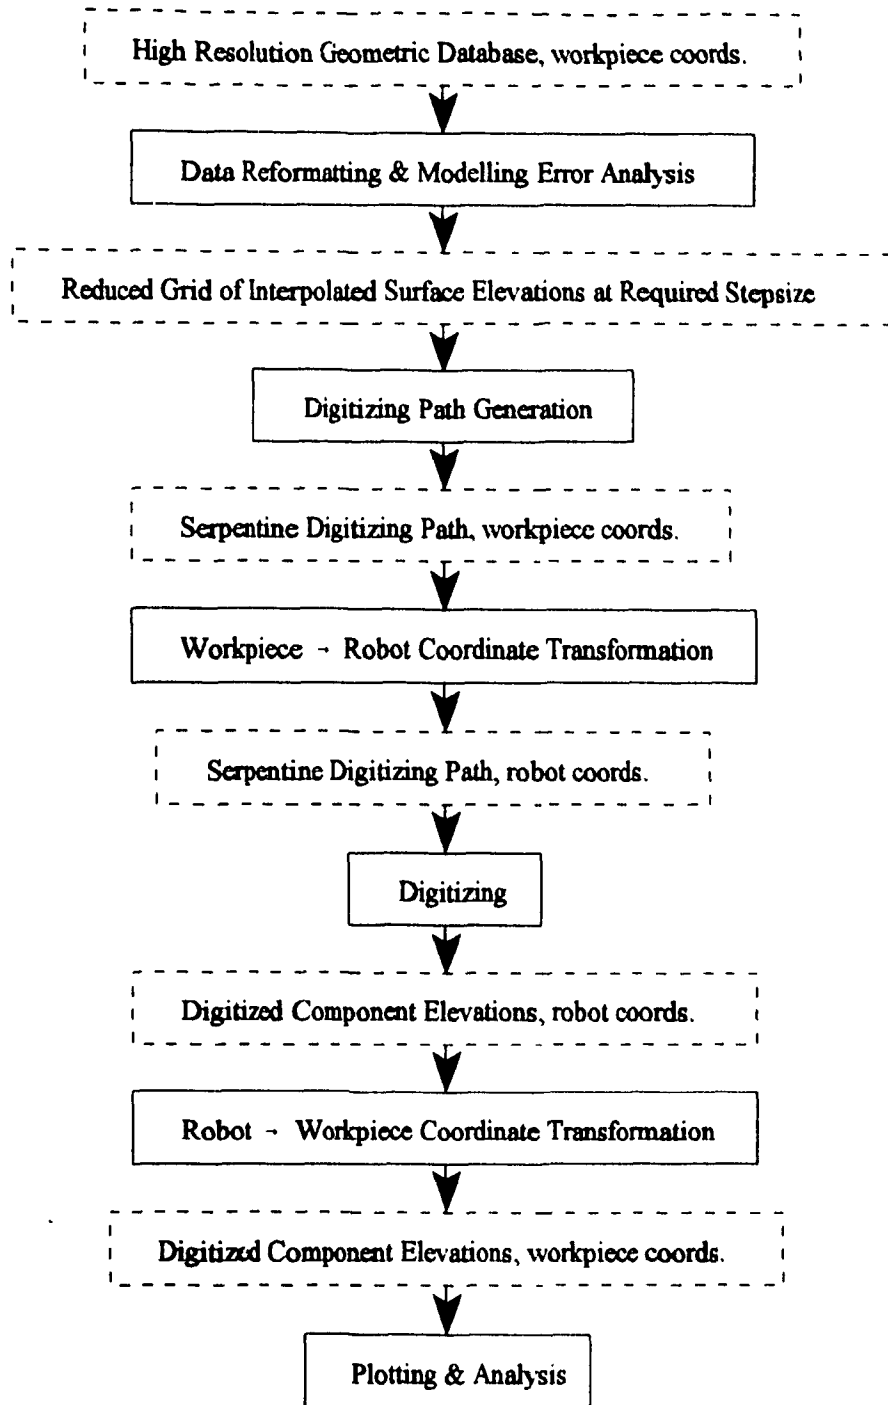 High Resolution Geometric Database, workpiece coords.
Data Reformatting & Modelling Error Analysis
Reduced Grid of Interpolated Surface Elevations at Required Stepsize
Digitizing Path Generation
Serpentine Digitizing Path, workpiece coords.
Workpiece → Robot Coordinate Transformation
Serpentine Digitizing Path, robot coords.
Digitizing
Digitized Component Elevations, robot coords.
Robot → Workpiece Coordinate Transformation
Digitized Component Elevations, workpiece coords.
Plotting & Analysis